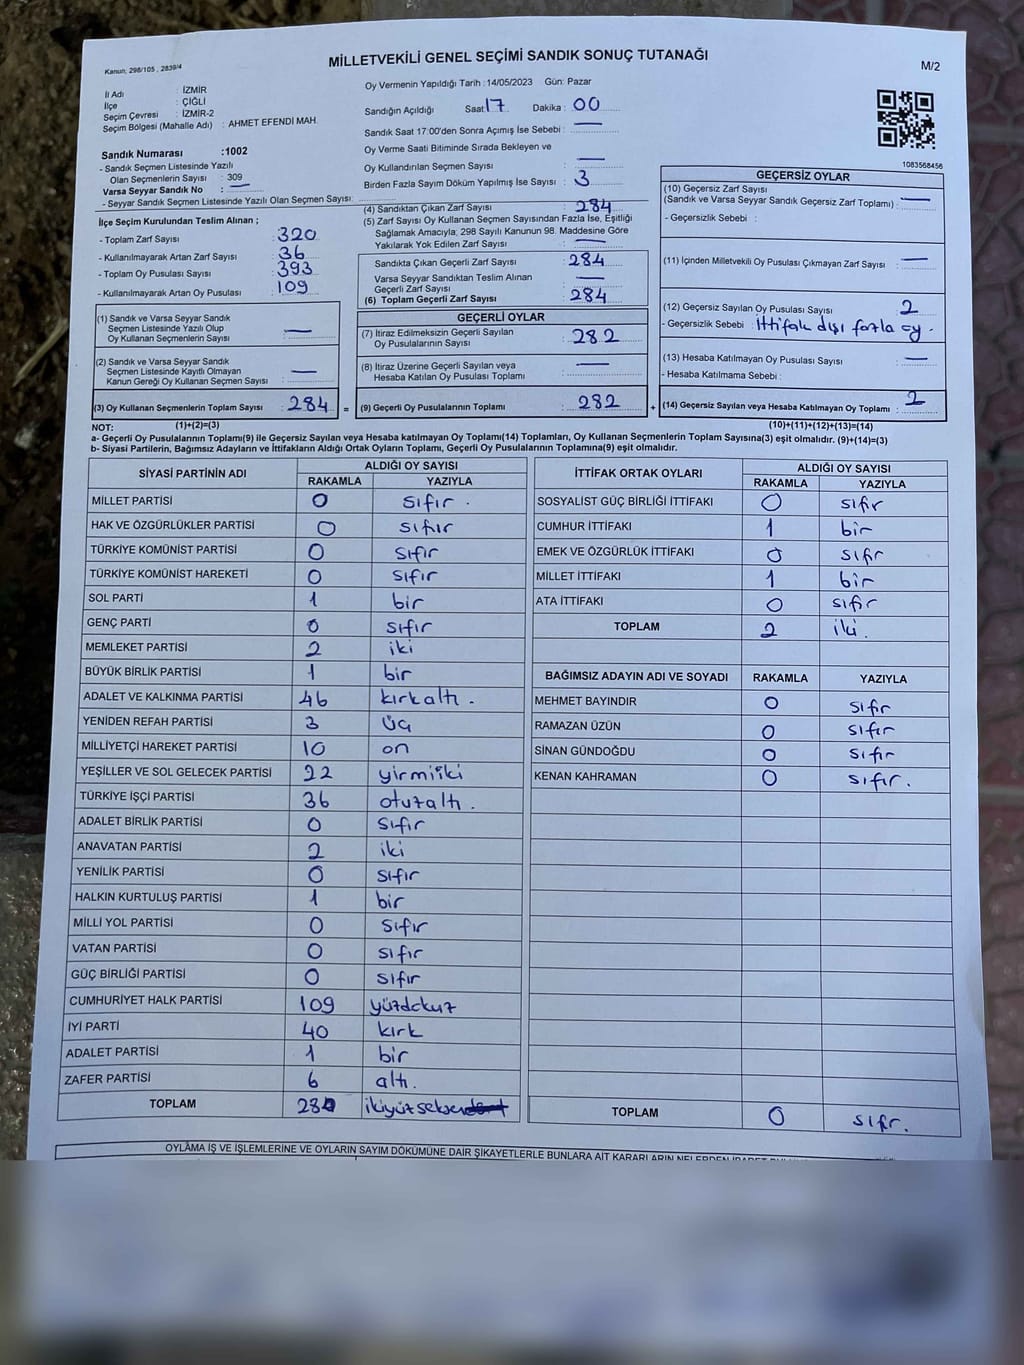 MİLLETVEKİLİ GENEL SEÇİMİ SANDIK SONUÇ TUTANAĞI
Kanun; 298/105 , 2839/4
M/2
İl Adı : İZMİR
İlçe : ÇİĞLİ
Seçim Çevresi : İZMİR-2
Seçim Bölgesi (Mahalle Adı) : AHMET EFENDİ MAH.
Sandık Numarası :1002
- Sandık Seçmen Listesinde Yazılı
Olan Seçmenlerin Sayısı : 309
Varsa Seyyar Sandık No : —
- Seyyar Sandık Seçmen Listesinde Yazılı Olan Seçmen Sayısı:
Oy Vermenin Yapıldığı Tarih : 14/05/2023 Gün: Pazar
Sandığın Açıldığı Saat: 17 Dakika : 00
Sandık Saat 17:00'den Sonra Açımış İse Sebebi : —
Oy Verme Saati Bitiminde Sırada Bekleyen ve
Oy Kullandırılan Seçmen Sayısı : —
Birden Fazla Sayım Döküm Yapılmış İse Sayısı : 3
1083568456
İlçe Seçim Kurulundan Teslim Alınan ;
- Toplam Zarf Sayısı : 320
- Kullanılmayarak Artan Zarf Sayısı : 36
- Toplam Oy Pusulası Sayısı : 393
- Kullanılmayarak Artan Oy Pusulası : 109
(1) Sandık ve Varsa Seyyar Sandık
Seçmen Listesinde Yazılı Olup
Oy Kullanan Seçmenlerin Sayısı : —
(2) Sandık ve Varsa Seyyar Sandık
Seçmen Listesinde Kayıtlı Olmayan
Kanun Gereği Oy Kullanan Seçmen Sayısı : —
(3) Oy Kullanan Seçmenlerin Toplam Sayısı : 284 =
(4) Sandıktan Çıkan Zarf Sayısı : 284
(5) Zarf Sayısı Oy Kullanan Seçmen Sayısından Fazla İse, Eşitliği
Sağlamak Amacıyla, 298 Sayılı Kanunun 98. Maddesine Göre
Yakılarak Yok Edilen Zarf Sayısı : —
Sandıkta Çıkan Geçerli Zarf Sayısı : 284
Varsa Seyyar Sandıktan Teslim Alınan
Geçerli Zarf Sayısı : —
(6) Toplam Geçerli Zarf Sayısı : 284
GEÇERLİ OYLAR
(7) İtiraz Edilmeksizin Geçerli Sayılan
Oy Pusulalarının Sayısı : 282
(8) İtiraz Üzerine Geçerli Sayılan veya
Hesaba Katılan Oy Pusulası Toplamı : —
(9) Geçerli Oy Pusulalarının Toplamı : 282 +
GEÇERSİZ OYLAR
(10) Geçersiz Zarf Sayısı
(Sandık ve Varsa Seyyar Sandık Geçersiz Zarf Toplamı) : —
- Geçersizlik Sebebi :
(11) İçinden Milletvekili Oy Pusulası Çıkmayan Zarf Sayısı : —
(12) Geçersiz Sayılan Oy Pusulası Sayısı : 2
- Geçersizlik Sebebi : ittifak dışı fazla oy.
(13) Hesaba Katılmayan Oy Pusulası Sayısı : —
- Hesaba Katılmama Sebebi :
(14) Geçersiz Sayılan veya Hesaba Katılmayan Oy Toplamı : 2
NOT: (1)+(2)=(3) (10)+(11)+(12)+(13)=(14)
a- Geçerli Oy Pusulaları Toplamı(9) ile Geçersiz Sayılan veya Hesaba katılmayan Oy Toplamı(14) Toplamları, Oy Kullanan Seçmenlerin Toplam Sayısına(3) eşit olmalıdır. (9)+(14)=(3)
b- Siyasi Partilerin, Bağımsız Adayların ve İttifakların Aldığı Ortak Oyların Toplamı, Geçerli Oy Pusulalarının Toplamına(9) eşit olmalıdır.
SİYASİ PARTİNİN ADI ALDIĞI OY SAYISI
RAKAMLA YAZIYLA
MİLLET PARTİSİ 0 sıfır.
HAK VE ÖZGÜRLÜKLER PARTİSİ 0 sıfır
TÜRKİYE KOMÜNİST PARTİSİ 0 sıfır
TÜRKİYE KOMÜNİST HAREKETİ 0 sıfır
SOL PARTİ 1 bir
GENÇ PARTİ 0 sıfır
MEMLEKET PARTİSİ 2 iki
BÜYÜK BİRLİK PARTİSİ 1 bir
ADALET VE KALKINMA PARTİSİ 46 kırkaltı.
YENİDEN REFAH PARTİSİ 3 üç
MİLLİYETÇİ HAREKET PARTİSİ 10 on
YEŞİLLER VE SOL GELECEK PARTİSİ 22 yirmiiki
TÜRKİYE İŞÇİ PARTİSİ 36 otuzaltı.
ADALET BİRLİK PARTİSİ 0 sıfır
ANAVATAN PARTİSİ 2 iki
YENİLİK PARTİSİ 0 sıfır
HALKIN KURTULUŞ PARTİSİ 1 bir
MİLLİ YOL PARTİSİ 0 sıfır
VATAN PARTİSİ 0 sıfır
GÜÇ BİRLİĞİ PARTİSİ 0 sıfır
CUMHURİYET HALK PARTİSİ 109 yüzdokuz
İYİ PARTİ 40 kırk
ADALET PARTİSİ 1 bir
ZAFER PARTİSİ 6 altı.
TOPLAM 280 ikiyüzseksen
İTTİFAK ORTAK OYLARI ALDIĞI OY SAYISI
RAKAMLA YAZIYLA
SOSYALİST GÜÇ BİRLİĞİ İTTİFAKI 0 sıfır
CUMHUR İTTİFAKI 1 bir
EMEK VE ÖZGÜRLÜK İTTİFAKI 0 sıfır
MİLLET İTTİFAKI 1 bir
ATA İTTİFAKI 0 sıfır
TOPLAM 2 iki.
BAĞIMSIZ ADAYIN ADI VE SOYADI RAKAMLA YAZIYLA
MEHMET BAYINDIR 0 sıfır
RAMAZAN ÜZÜN 0 sıfır
SİNAN GÜNDOĞDU 0 sıfır
KENAN KAHRAMAN 0 sıfır.
TOPLAM 0 sıfır.
OYLAMA İŞ VE İŞLEMLERİNE VE OYLARIN SAYIM DÖKÜMÜNE DAİR ŞİKAYETLERLE BUNLARA AİT KARARLARIN